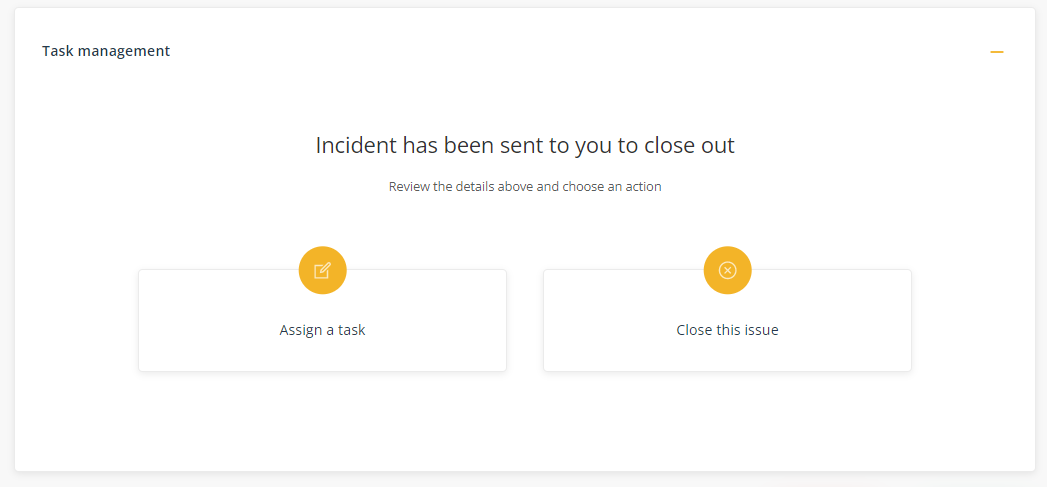 Task management
Incident has been sent to you to close out
Review the details above and choose an action
Assign a task
Close this issue